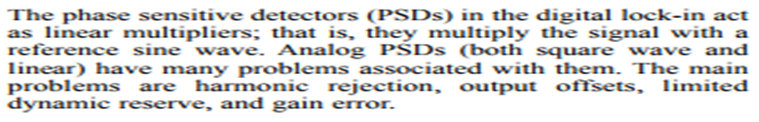 The phase sensitive detectors (PSDs) in the digital lock-in act
as linear multipliers; that is, they multiply the signal with a
reference sine wave. Analog PSDs (both square wave and
linear) have many problems associated with them. The main
problems are harmonic rejection, output offsets, limited
dynamic reserve, and gain error.